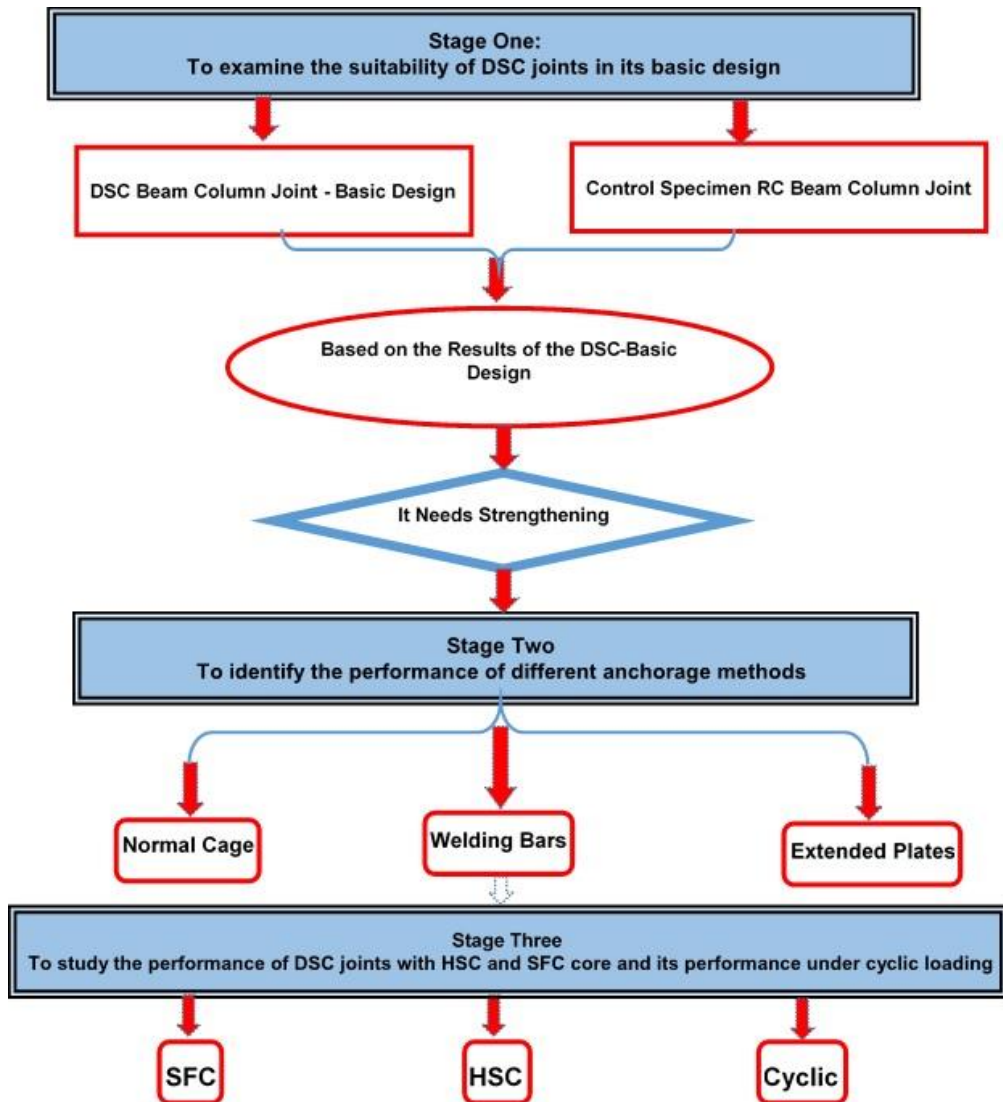 Stage One:
To examine the suitability of DSC joints in its basic design
DSC Beam Column Joint - Basic Design
Control Specimen RC Beam Column Joint
Based on the Results of the DSC-Basic
Design
It Needs Strengthening
Stage Two
To identify the performance of different anchorage methods
Normal Cage
Welding Bars
Extended Plates
Stage Three
To study the performance of DSC joints with HSC and SFC core and its performance under cyclic loading
SFC
HSC
Cyclic